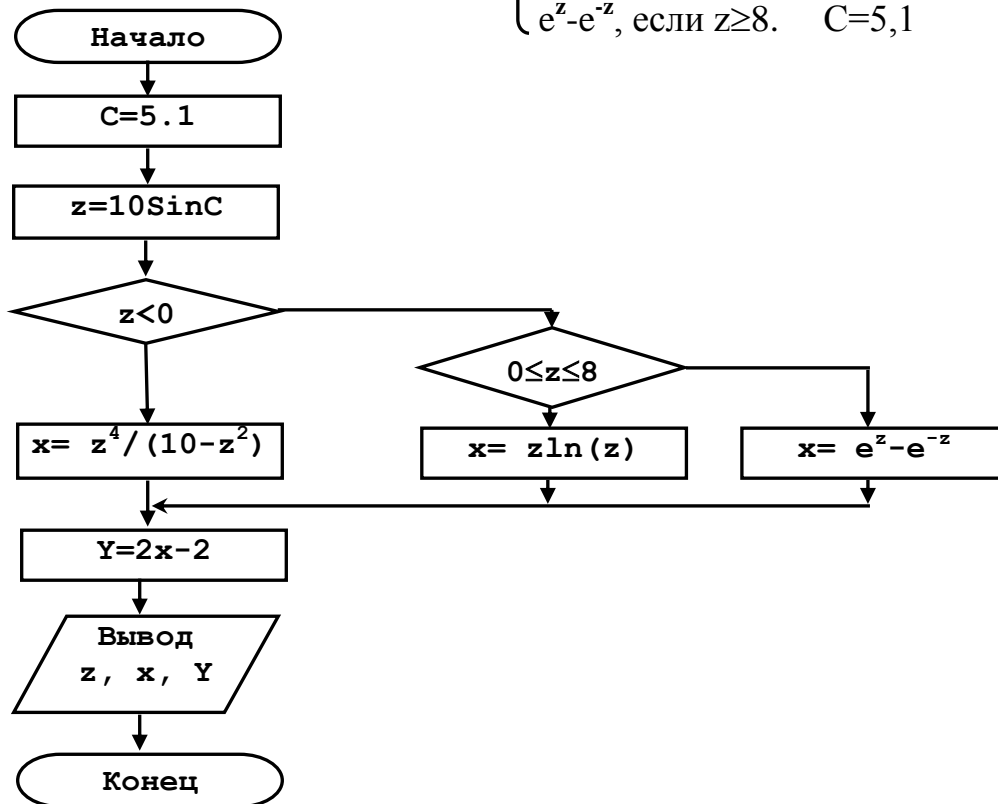 e^z-e^-z, если z≥8. C=5,1
Начало
C=5.1
z=10SinC
z<0
0≤z≤8
x= z^4/(10-z^2)
x= zln(z)
x= e^z-e^-z
Y=2x-2
Вывод
z, x, Y
Конец